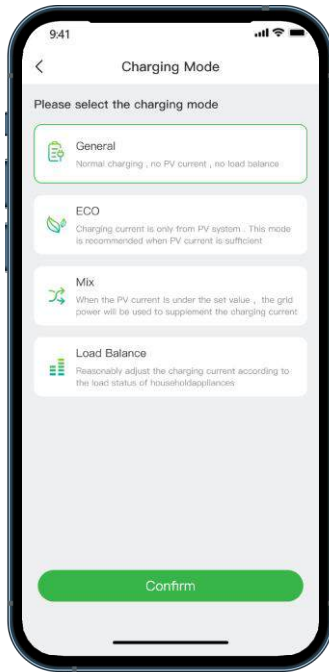 9:41
Charging Mode
Please select the charging mode
General
Normal charging , no PV current , no load balance
ECO
Charging current is only from PV system . This mode
is recommended when PV current is sufficient
Mix
When the PV current is under the set value , the grid
power will be used to supplement the charging current
Load Balance
Reasonably adjust the charging current according to
the load status of householdappliances
Confirm